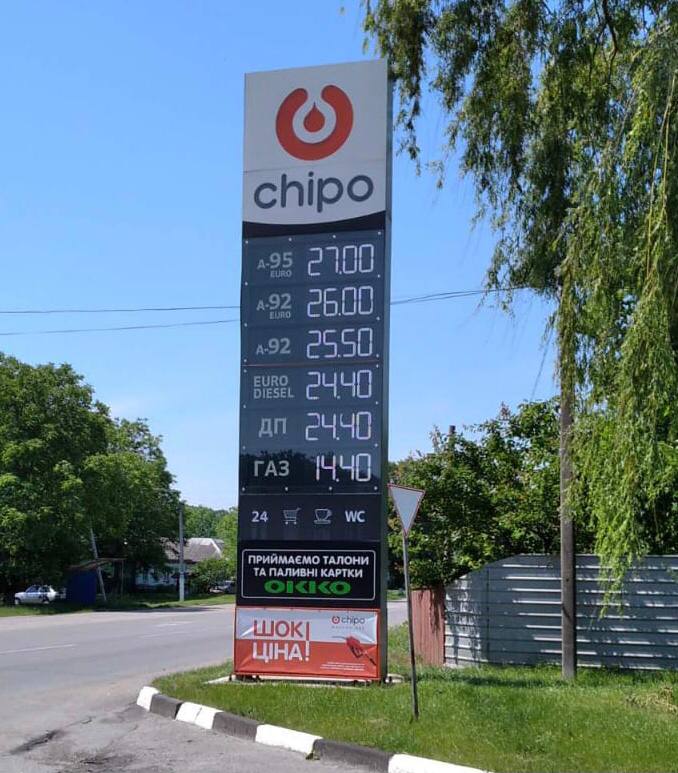 chipo
А-95 EURO 27.00
А-92 EURO 26.00
А-92 25.50
EURO DIESEL 24.40
ДП 24.40
ГАЗ 14.40
24 WC
ПРИЙМАЄМО ТАЛОНИ
ТА ПАЛИВНІ КАРТКИ
ОККО
chipo
ШОК!
ЦІНА!